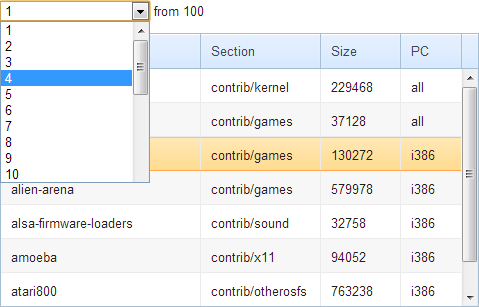 1 from 100
1
2
3
4
5
6
7
8
9
10
Section Size PC
contrib/kernel 229468 all
contrib/games 37128 all
contrib/games 130272 i386
alien-arena contrib/games 579978 i386
alsa-firmware-loaders contrib/sound 32758 i386
amoeba contrib/x11 94052 i386
atari800 contrib/otherosfs 763238 i386